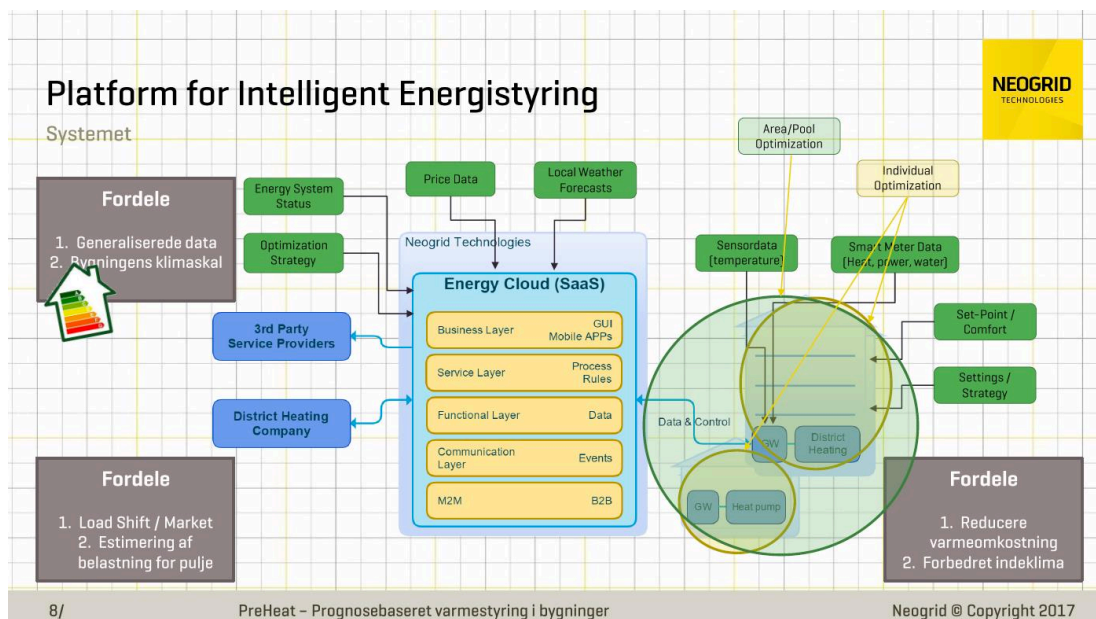 Platform for Intelligent Energistyring
Systemet
NEOGRID
TECHNOLOGIES
Area/Pool
Optimization
Individual
Optimization
Fordele
1. Generaliserede data
2. Bygningens klimaskal
Energy System
Status
Price Data
Local Weather
Forecasts
Optimization
Strategy
Neogrid Technologies
Energy Cloud (SaaS)
Business Layer
GUI
Mobile APPs
Service Layer
Process
Rules
Functional Layer
Data
Communication
Layer
Events
M2M
B2B
3rd Party
Service Providers
District Heating
Company
Sensordata
(temperature)
Smart Meter Data
(Heat, power, water)
Set-Point /
Comfort
Settings /
Strategy
Data & Control
GW
District
Heating
GW
Heat pump
Fordele
1. Load Shift / Market
2. Estimering af
belastning for pulje
Fordele
1. Reducere
varmeomkostning
2. Forbedret indeklima
8/
PreHeat – Prognosebaseret varmestyring i bygninger
Neogrid © Copyright 2017